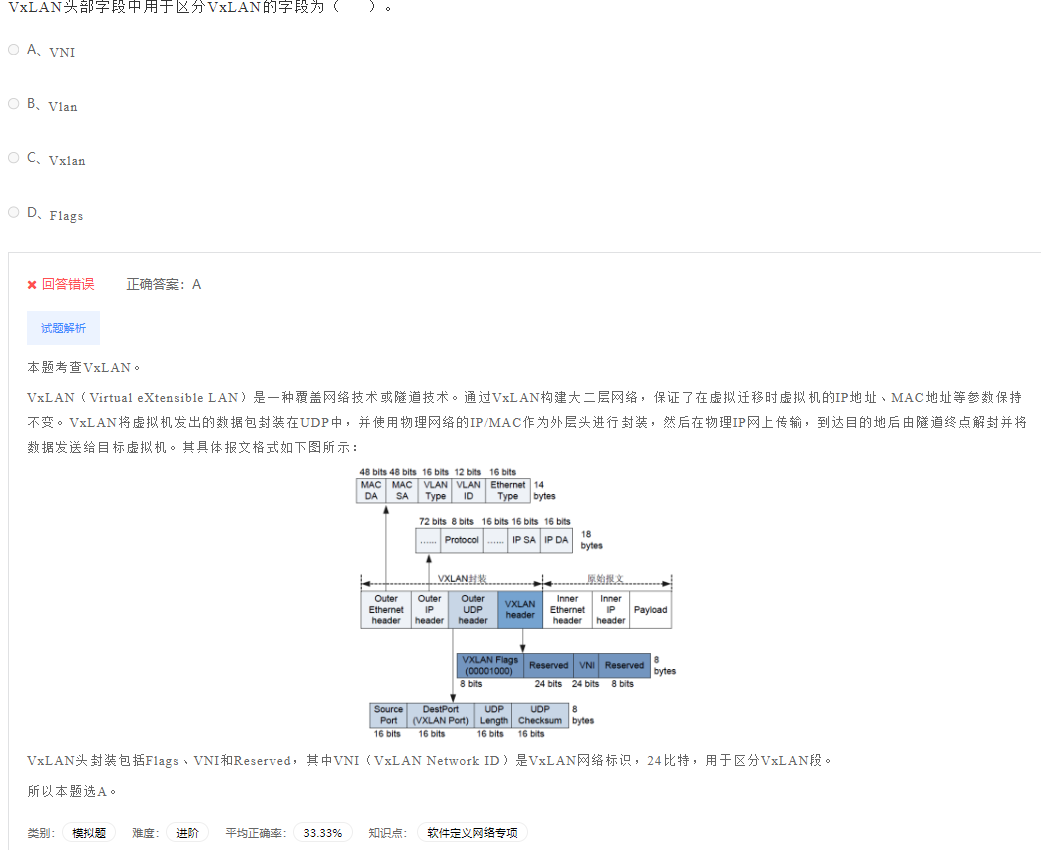 VxLAN头部字段中用于区分VxLAN的字段为（　　）。
A、VNI
B、Vlan
C、Vxlan
D、Flags
回答错误 正确答案：A
试题解析
本题考查VxLAN。
VxLAN（Virtual eXtensible LAN）是一种覆盖网络技术或隧道技术。通过VxLAN构建大二层网络，保证了在虚拟迁移时虚拟机的IP地址、MAC地址等参数保持
不变。VxLAN将虚拟机发出的数据包封装在UDP中，并使用物理网络的IP/MAC作为外层头进行封装，然后在物理IP网上传输，到达目的地后由隧道终点解封并将
数据发送给目标虚拟机。其具体报文格式如下图所示：
48 bits 48 bits 16 bits 12 bits 16 bits
MAC DA MAC SA VLAN Type VLAN ID Ethernet Type 14 bytes
72 bits 8 bits 16 bits 16 bits 16 bits
...... Protocol ...... IP SA IP DA 18 bytes
VXLAN封装 原始报文
Outer Ethernet header Outer IP header Outer UDP header VXLAN header Inner Ethernet header Inner IP header Payload
VXLAN Flags (00001000) Reserved VNI Reserved 8 bytes
8 bits 24 bits 24 bits 8 bits
Source Port DestPort (VXLAN Port) UDP Length UDP Checksum 8 bytes
16 bits 16 bits 16 bits 16 bits
VxLAN头封装包括Flags、VNI和Reserved，其中VNI（VxLAN Network ID）是VxLAN网络标识，24比特，用于区分VxLAN段。
所以本题选A。
类别： 模拟题 难度： 进阶 平均正确率： 33.33% 知识点： 软件定义网络专项